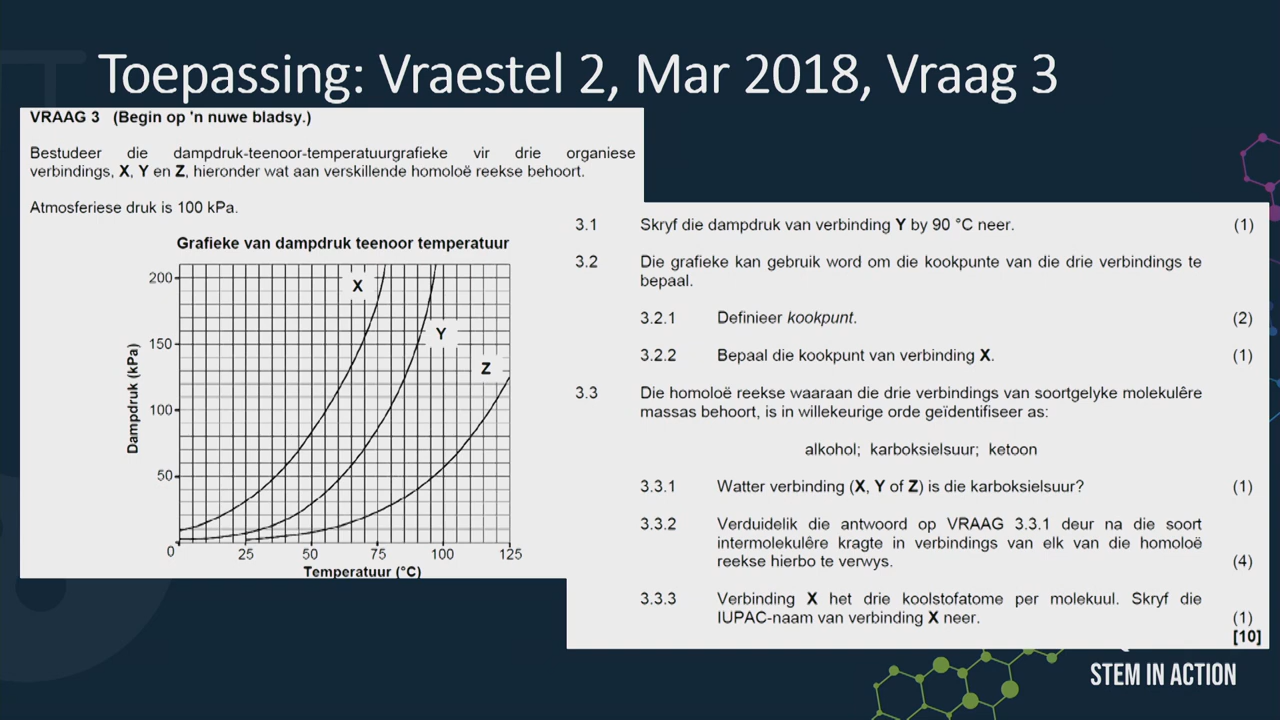 Toepassing: Vraestel 2, Mar 2018, Vraag 3
VRAAG 3 (Begin op 'n nuwe bladsy.)
Bestudeer die dampdruk-teenoor-temperatuurgrafieke vir drie organiese
verbindings, X, Y en Z, hieronder wat aan verskillende homoloë reekse behoort.
Atmosferiese druk is 100 kPa.
Grafieke van dampdruk teenoor temperatuur
200
X
Y
150
Z
Dampdruk (kPa)
100
50
0 25 50 75 100 125
Temperatuur (°C)
3.1 Skryf die dampdruk van verbinding Y by 90 °C neer. (1)
3.2 Die grafieke kan gebruik word om die kookpunte van die drie verbindings te
bepaal.
3.2.1 Definieer kookpunt. (2)
3.2.2 Bepaal die kookpunt van verbinding X. (1)
3.3 Die homoloë reekse waaraan die drie verbindings van soortgelyke molekulêre
massas behoort, is in willekeurige orde geïdentifiseer as:
alkohol; karboksielsuur; ketoon
3.3.1 Watter verbinding (X, Y of Z) is die karboksielsuur? (1)
3.3.2 Verduidelik die antwoord op VRAAG 3.3.1 deur na die soort
intermolekulêre kragte in verbindings van elk van die homoloë
reekse hierbo te verwys. (4)
3.3.3 Verbinding X het drie koolstofatome per molekuul. Skryf die
IUPAC-naam van verbinding X neer. (1)
[10]
STEM IN ACTION